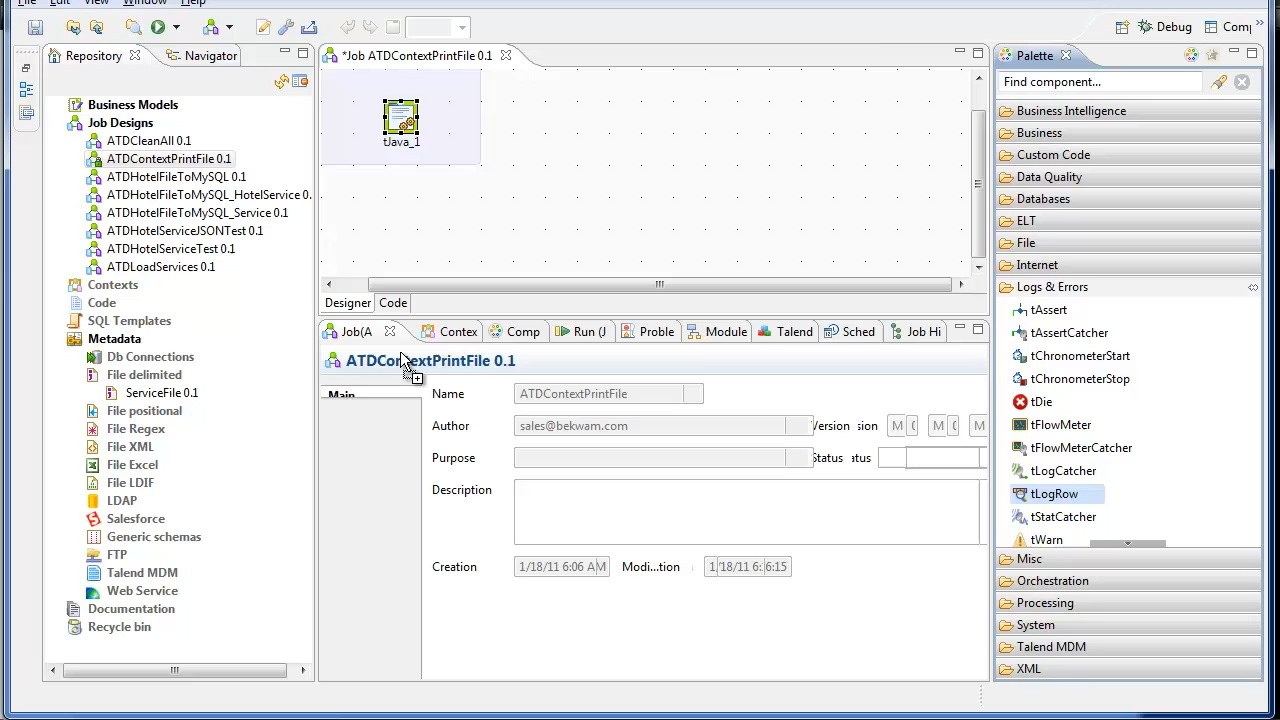 File Edit View Window Help
Debug Comp »
Repository Navigator
Business Models
Job Designs
ATDCleanAll 0.1
ATDContextPrintFile 0.1
ATDHotelFileToMySQL 0.1
ATDHotelFileToMySQL_HotelService 0.
ATDHotelFileToMySQL_Service 0.1
ATDHotelServiceJSONTest 0.1
ATDHotelServiceTest 0.1
ATDLoadServices 0.1
Contexts
Code
SQL Templates
Metadata
Db Connections
File delimited
ServiceFile 0.1
File positional
File Regex
File XML
File Excel
File LDIF
LDAP
Salesforce
Generic schemas
FTP
Talend MDM
Web Service
Documentation
Recycle bin
*Job ATDContextPrintFile 0.1
tJava_1
Designer Code
Job(A Contex Comp Run (J Proble Module Talend Sched Job Hi
ATDContextPrintFile 0.1
Main
Name ATDContextPrintFile
Author sales@bekwam.com Version sion M M M
Purpose Status atus
Description
Creation 1/18/11 6:06 AM Modi...tion 1/18/11 6:6:15
Palette
Find component...
Business Intelligence
Business
Custom Code
Data Quality
Databases
ELT
File
Internet
Logs & Errors
tAssert
tAssertCatcher
tChronometerStart
tChronometerStop
tDie
tFlowMeter
tFlowMeterCatcher
tLogCatcher
tLogRow
tStatCatcher
tWarn
Misc
Orchestration
Processing
System
Talend MDM
XML